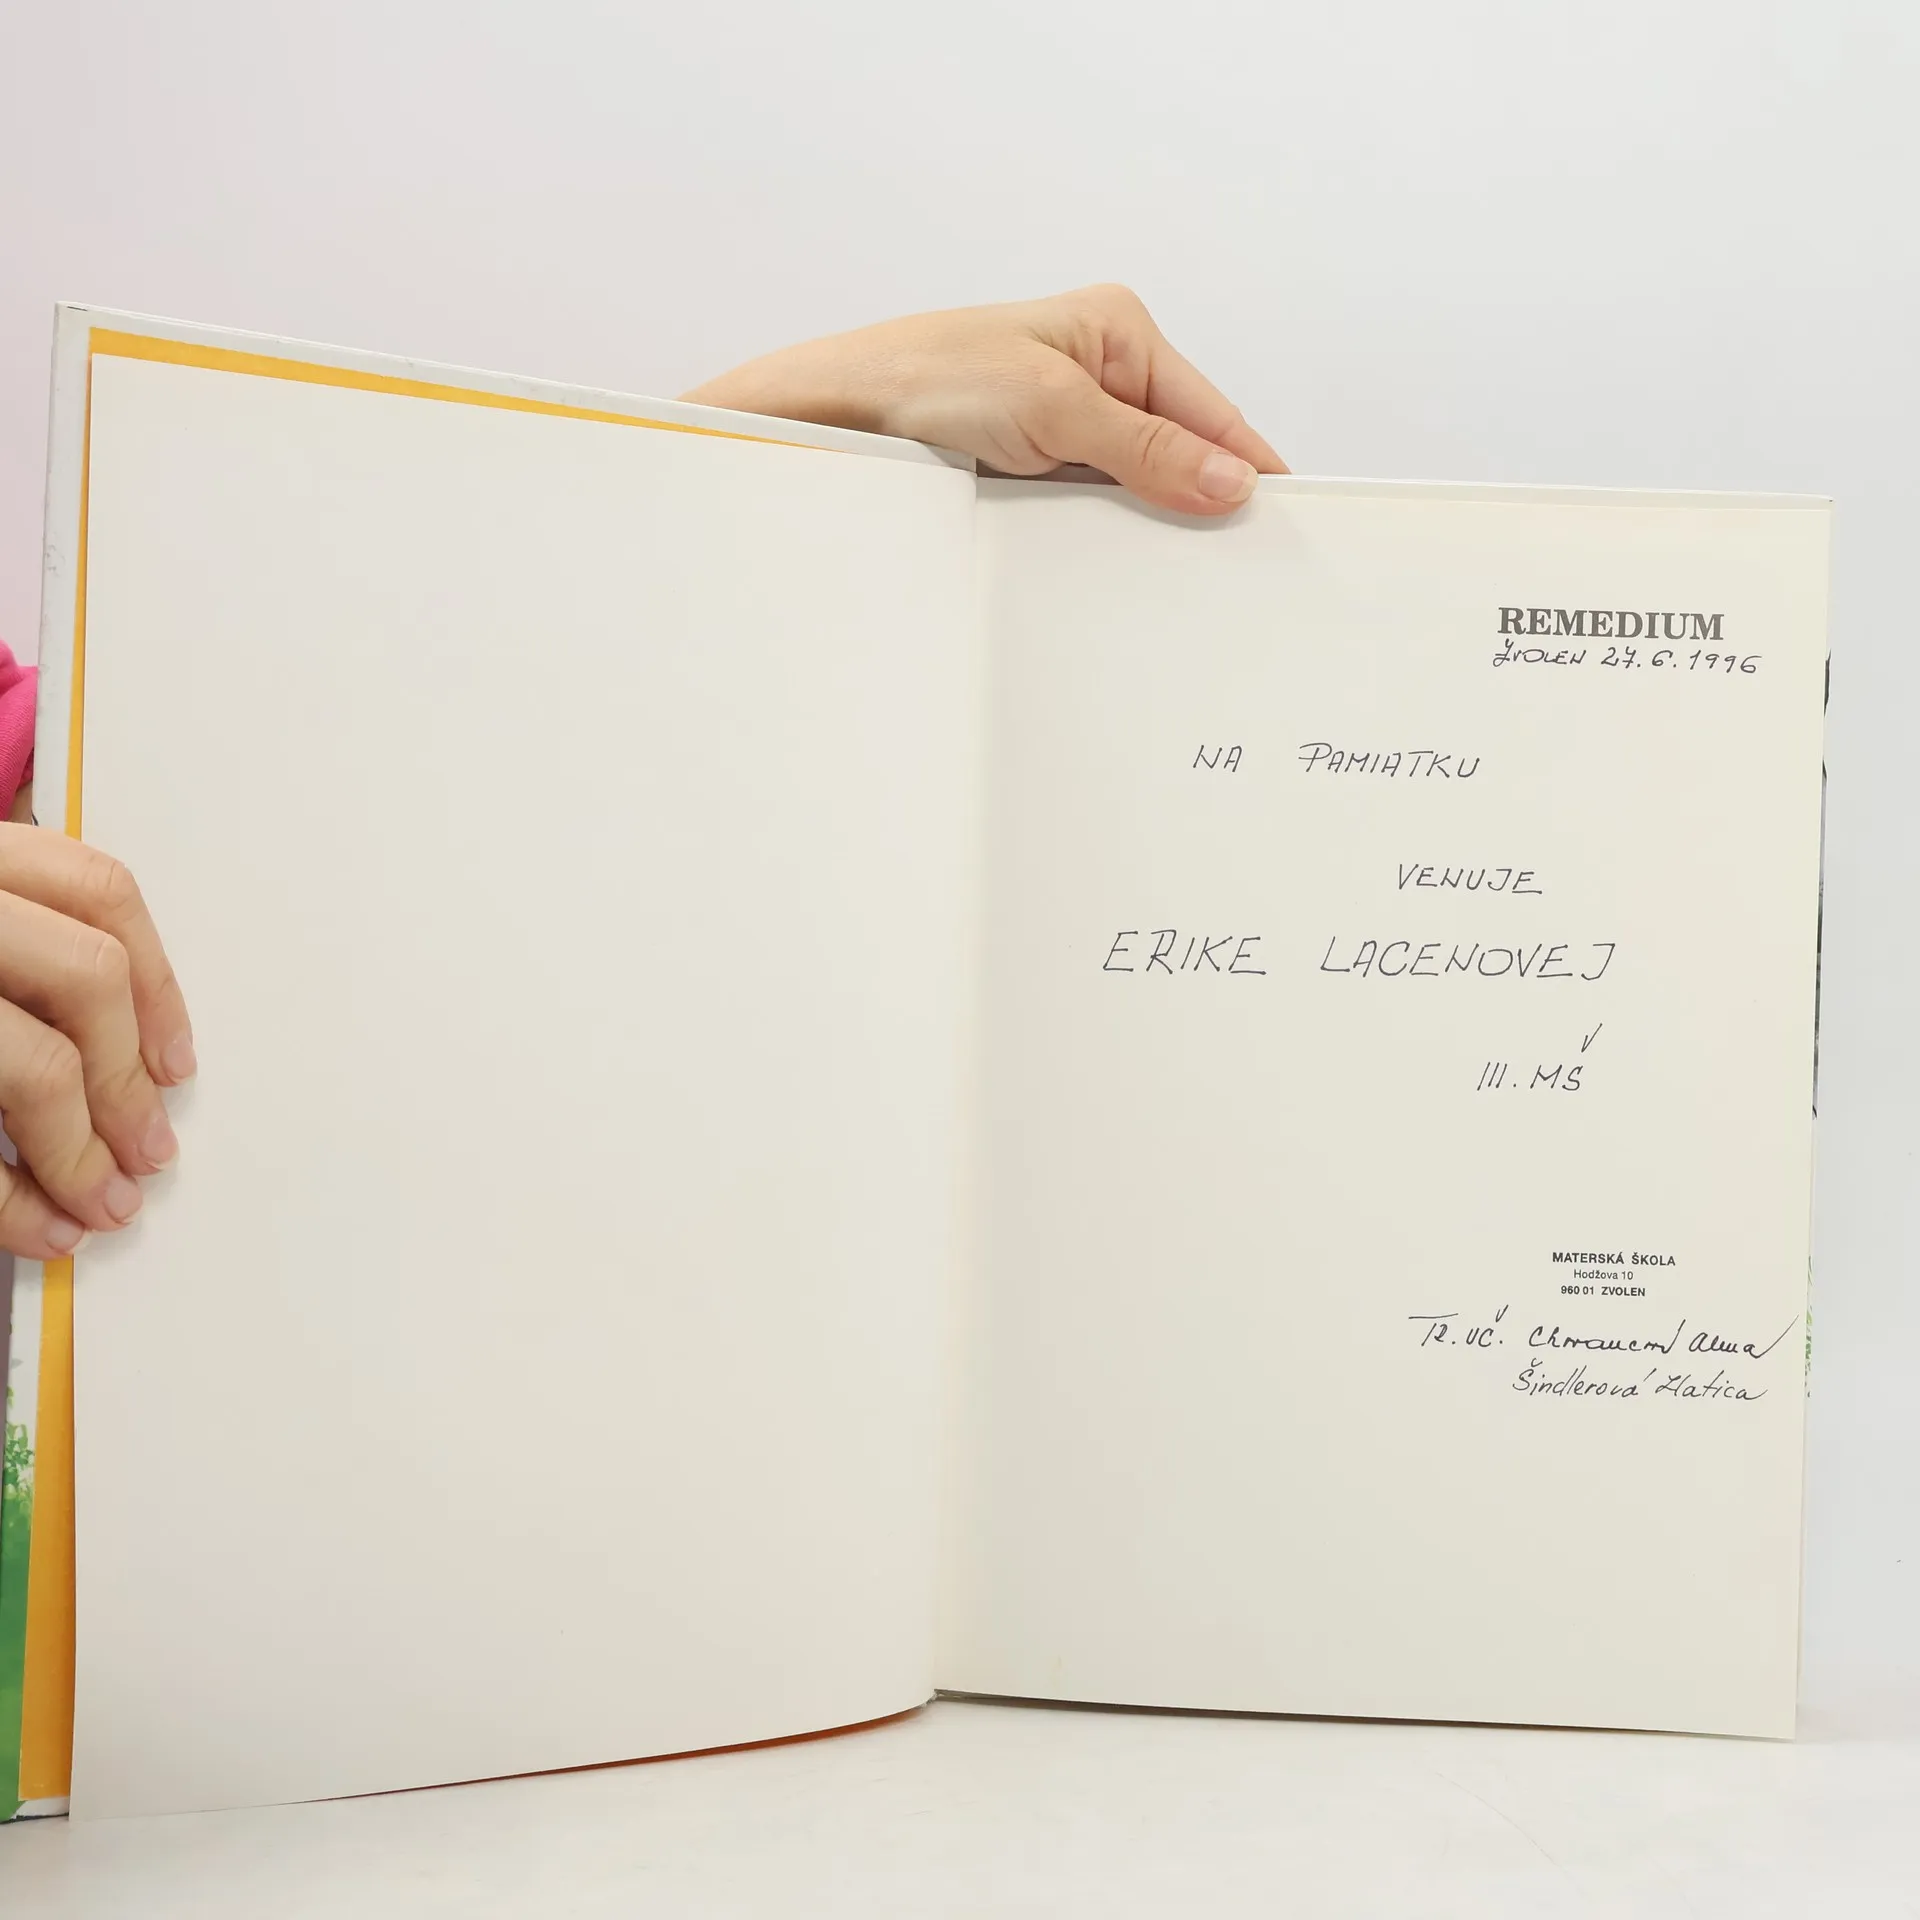 REMEDIUM
ZVOLEN 27.6.1996
NA PAMIATKU
VENUJE
ERIKE LACENOVEJ
III. MŠ
MATERSKÁ ŠKOLA
Hodžova 10
960 01 ZVOLEN
TR. UČ. Alma
Šindlerová Zlatica